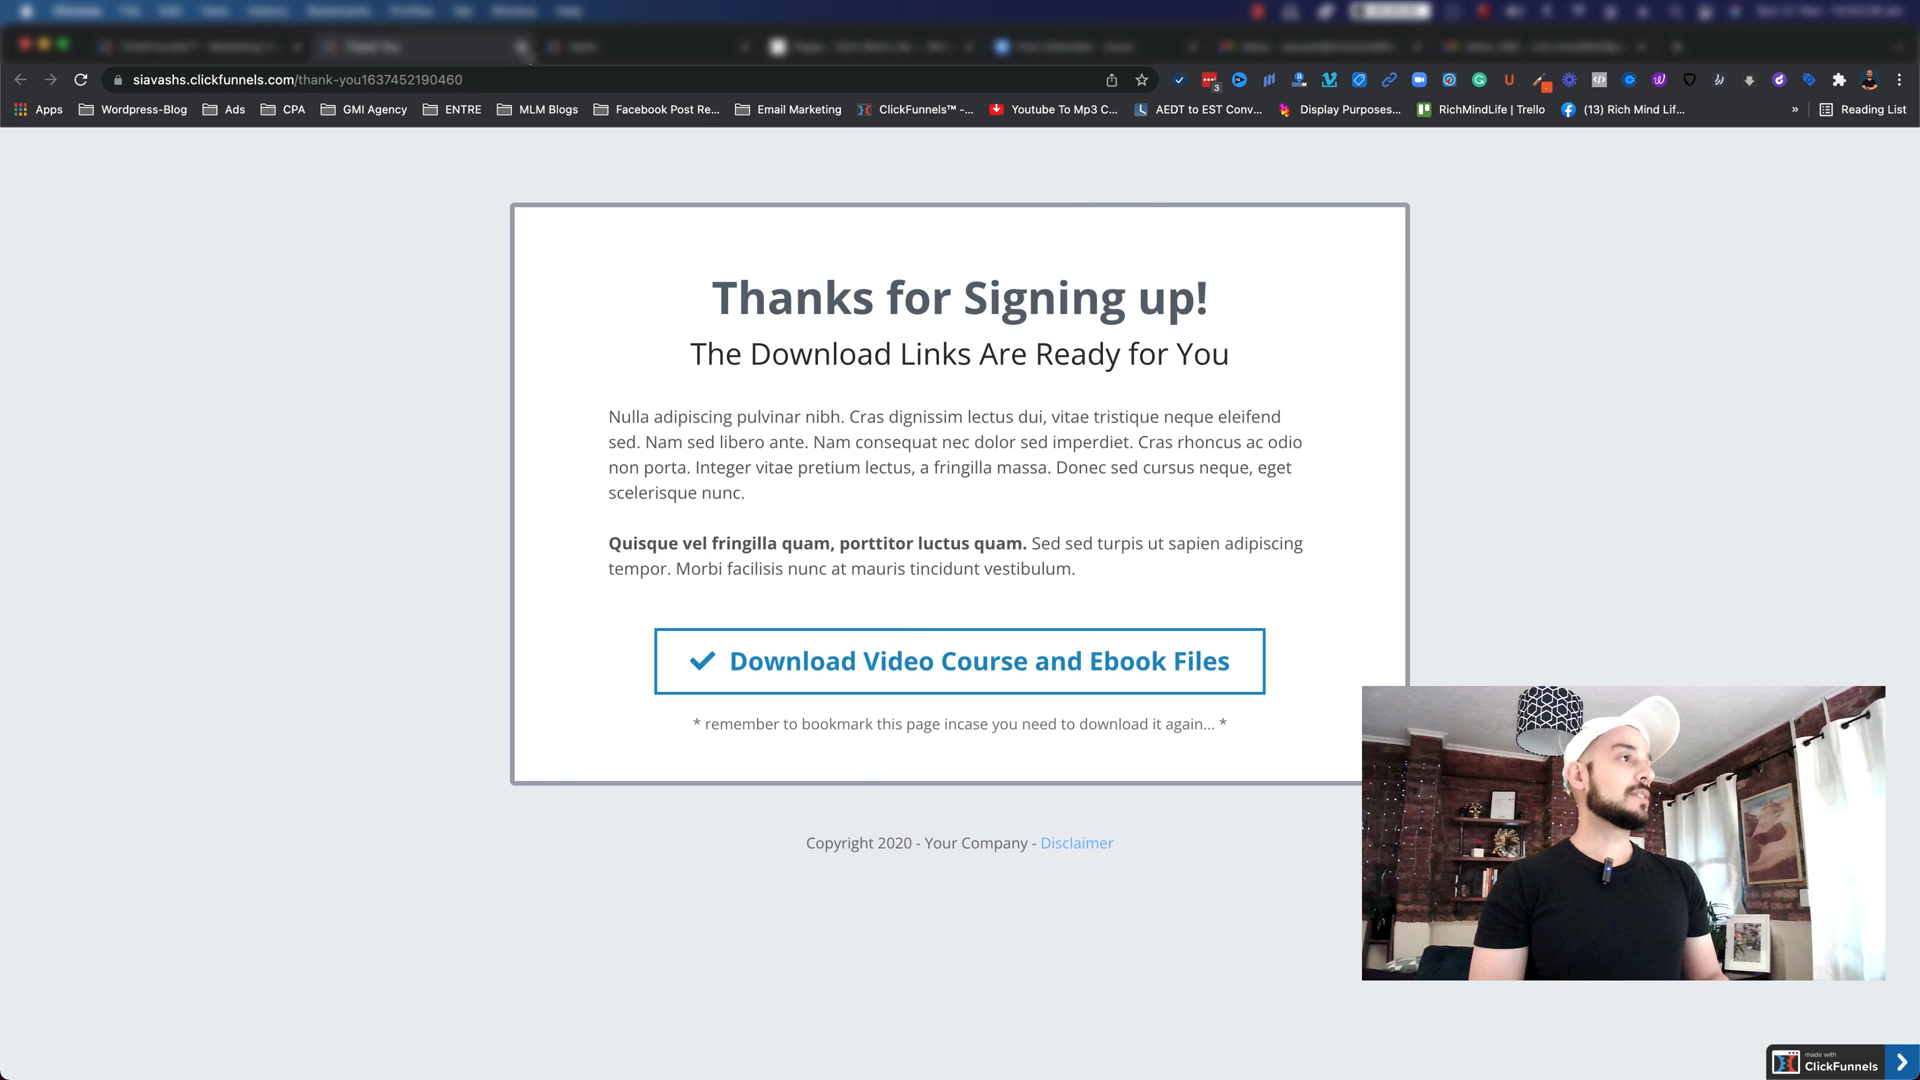 siavashs.clickfunnels.com/thank-you1637452190460
Apps
Wordpress-Blog
Ads
CPA
GMI Agency
ENTRE
MLM Blogs
Facebook Post Re...
Email Marketing
ClickFunnels™ -...
Youtube To Mp3 C...
AEDT to EST Conv...
Display Purposes...
RichMindLife | Trello
(13) Rich Mind Lif...
»
Reading List
Thanks for Signing up!
The Download Links Are Ready for You
Nulla adipiscing pulvinar nibh. Cras dignissim lectus dui, vitae tristique neque eleifend
sed. Nam sed libero ante. Nam consequat nec dolor sed imperdiet. Cras rhoncus ac odio
non porta. Integer vitae pretium lectus, a fringilla massa. Donec sed cursus neque, eget
scelerisque nunc.
Quisque vel fringilla quam, porttitor luctus quam. Sed sed turpis ut sapien adipiscing
tempor. Morbi facilisis nunc at mauris tincidunt vestibulum.
Download Video Course and Ebook Files
* remember to bookmark this page incase you need to download it again... *
Copyright 2020 - Your Company - Disclaimer
made with
ClickFunnels